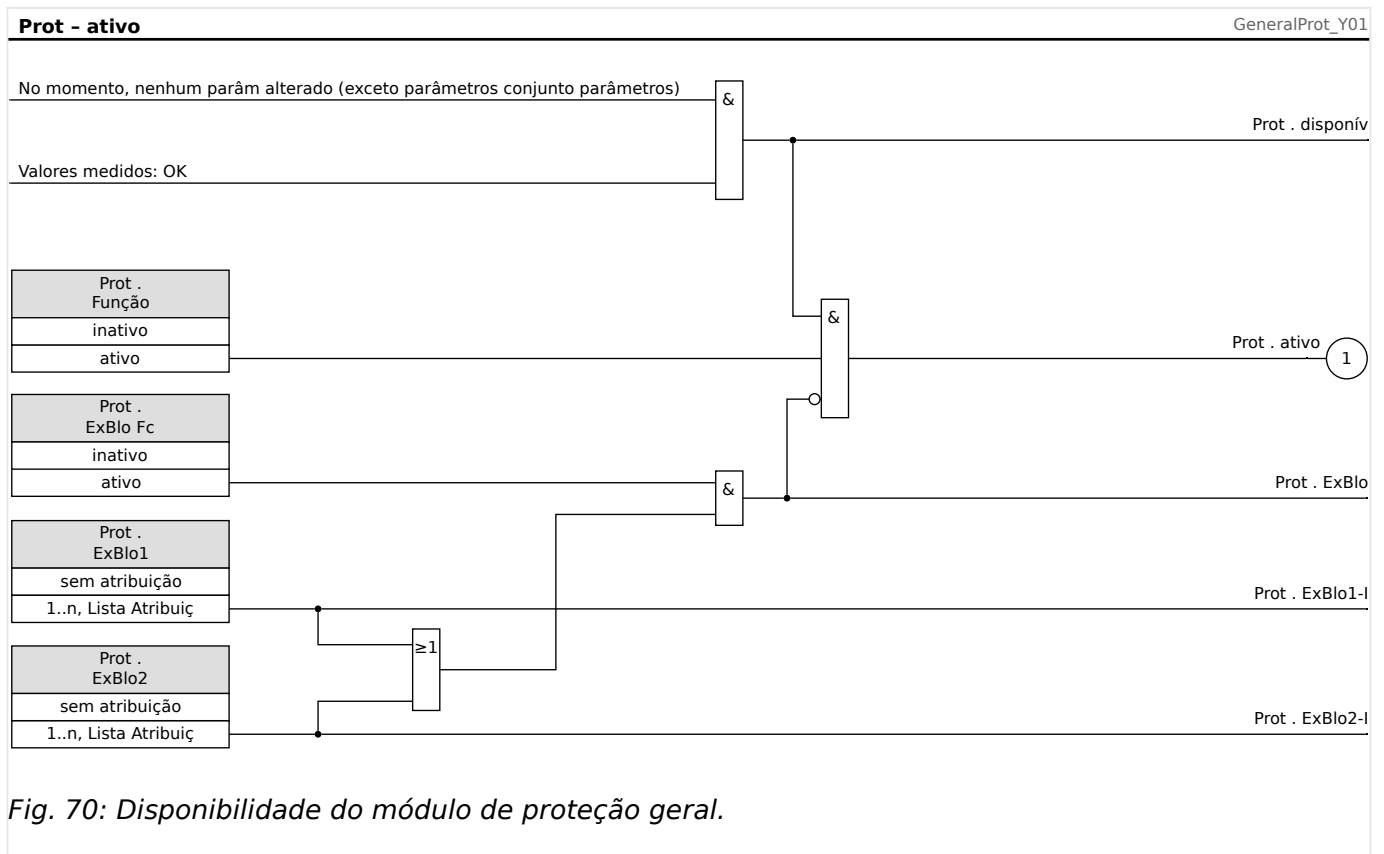 Prot – ativo
GeneralProt_Y01
No momento, nenhum parâm alterado (exceto parâmetros conjunto parâmetros)
&
Prot . disponív
Valores medidos: OK
Prot .
Função
inativo
ativo
&
Prot . ativo
1
Prot .
ExBlo Fc
inativo
ativo
&
Prot . ExBlo
Prot .
ExBlo1
sem atribuição
1..n, Lista Atribuiç
Prot . ExBlo1-I
≥1
Prot .
ExBlo2
sem atribuição
1..n, Lista Atribuiç
Prot . ExBlo2-I
Fig. 70: Disponibilidade do módulo de proteção geral.